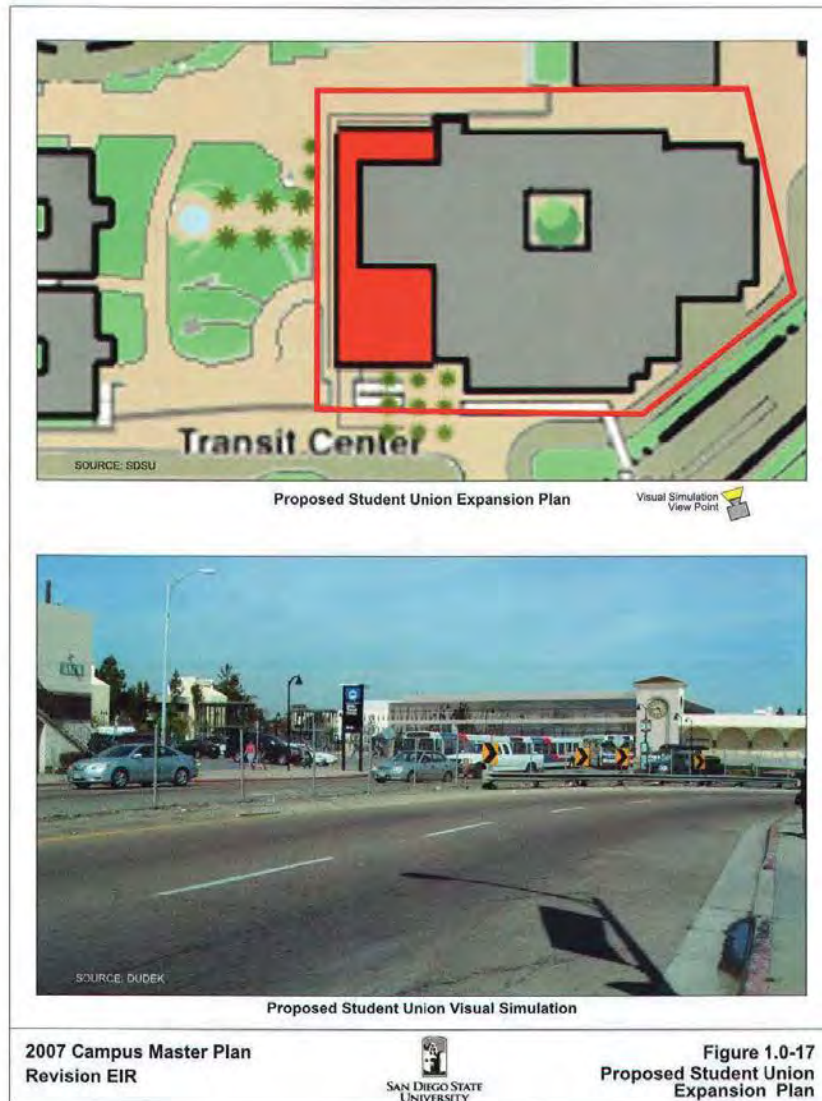 Transit Center
SOURCE: SDSU
Proposed Student Union Expansion Plan
Visual Simulation
View Point
SOURCE: DUDEK
Proposed Student Union Visual Simulation
2007 Campus Master Plan
Revision EIR
SAN DIEGO STATE
UNIVERSITY
Figure 1.0-17
Proposed Student Union
Expansion Plan